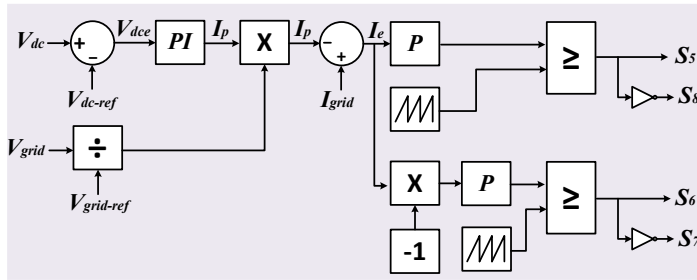 V_dc
+
−
V_dce
PI
I_p
X
I_p
−
+
I_e
P
≥
S_5
V_dc-ref
I_grid
S_8
V_grid
÷
V_grid-ref
X
P
≥
S_6
-1
S_7